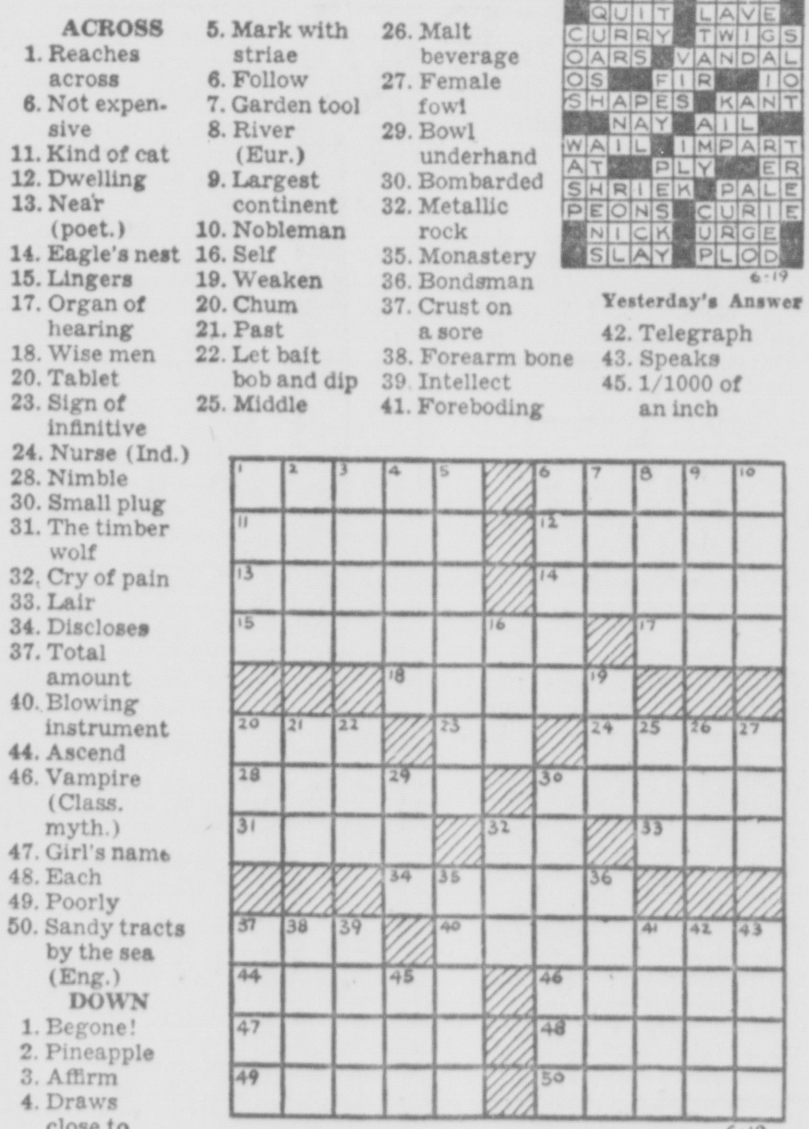 ACROSS
1. Reaches
across
6. Not expen-
sive
11. Kind of cat
12. Dwelling
13. Near
(poet.)
14. Eagle's nest
15. Lingers
17. Organ of
hearing
18. Wise men
20. Tablet
23. Sign of
infinitive
24. Nurse (Ind.)
28. Nimble
30. Small plug
31. The timber
wolf
32. Cry of pain
33. Lair
34. Discloses
37. Total
amount
40. Blowing
instrument
44. Ascend
46. Vampire
(Class.
myth.)
47. Girl's name
48. Each
49. Poorly
50. Sandy tracts
by the sea
(Eng.)
DOWN
1. Begone!
2. Pineapple
3. Affirm
4. Draws
close to
5. Mark with
striae
6. Follow
7. Garden tool
8. River
(Eur.)
9. Largest
continent
10. Nobleman
16. Self
19. Weaken
20. Chum
21. Past
22. Let bait
bob and dip
25. Middle
26. Malt
beverage
27. Female
fowl
29. Bowl
underhand
30. Bombarded
32. Metallic
rock
35. Monastery
36. Bondsman
37. Crust on
a sore
38. Forearm bone
39. Intellect
41. Foreboding
QUIT LAVE
CURRY TWIGS
OARS VANDAL
OS FIR IO
SHAPES KANT
NAY AIL
WAIL IMPART
AT PLY ER
SHRIEK PALE
PEONS CURIE
NICK URGE
SLAY PLOD
6-19
Yesterday's Answer
42. Telegraph
43. Speaks
45. 1/1000 of
an inch
1 2 3 4 5 6 7 8 9 10
11 12
13 14
15 16 17
18 19
20 21 22 23 24 25 26 27
28 29 30
31 32 33
34 35 36
37 38 39 40 41 42 43
44 45 46
47 48
49 50